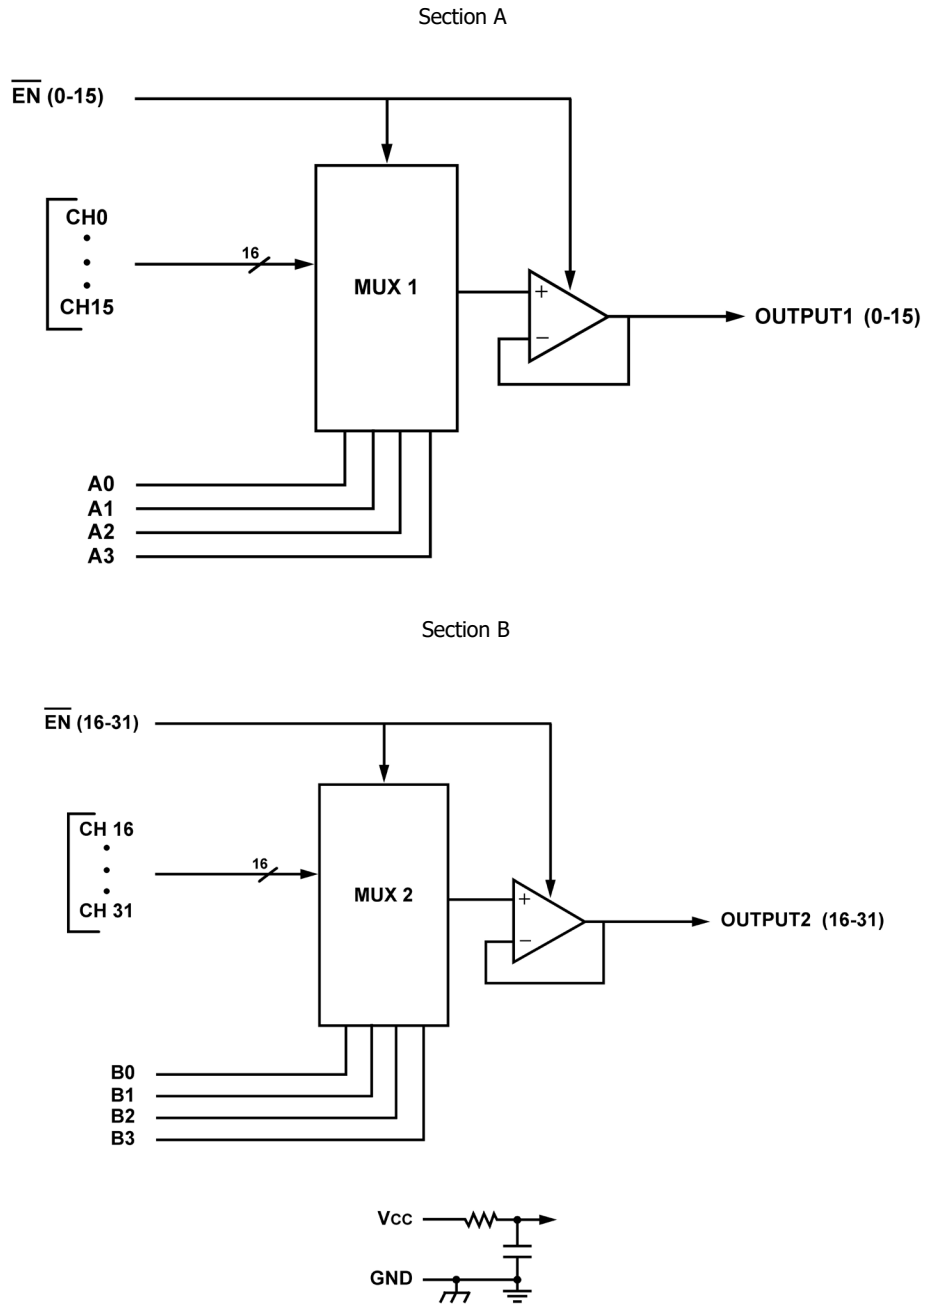 Section A
EN (0-15)
CH0
16
MUX 1
+
CH15
−
OUTPUT1 (0-15)
A0
A1
A2
A3
Section B
EN (16-31)
CH 16
16
MUX 2
+
CH 31
−
OUTPUT2 (16-31)
B0
B1
B2
B3
VCC
GND